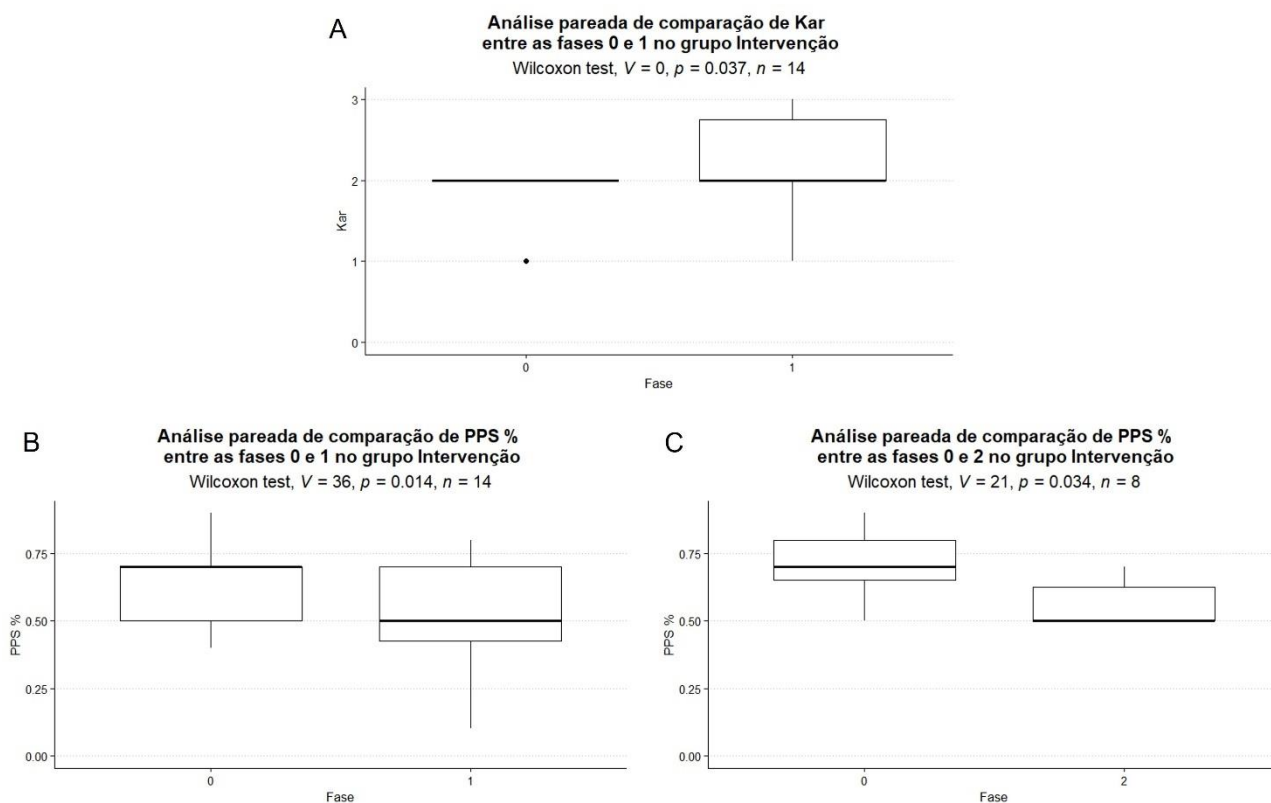 A
Análise pareada de comparação de Kar
entre as fases 0 e 1 no grupo Intervenção
Wilcoxon test, V = 0, p = 0.037, n = 14
3
2
1
0
Kar
0 1
Fase
B
Análise pareada de comparação de PPS %
entre as fases 0 e 1 no grupo Intervenção
Wilcoxon test, V = 36, p = 0.014, n = 14
0.75
0.50
0.25
0.00
PPS %
0 1
Fase
C
Análise pareada de comparação de PPS %
entre as fases 0 e 2 no grupo Intervenção
Wilcoxon test, V = 21, p = 0.034, n = 8
0.75
0.50
0.25
0.00
PPS %
0 2
Fase